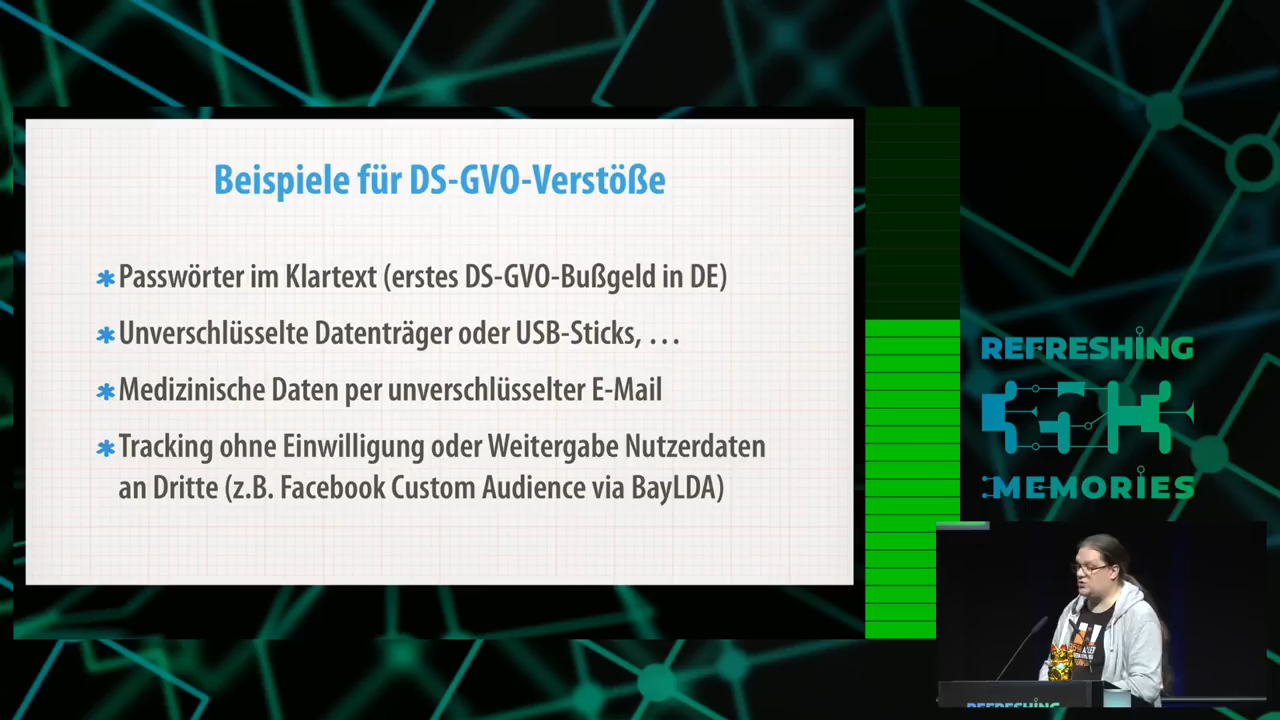 Beispiele für DS-GVO-Verstöße
✱Passwörter im Klartext (erstes DS-GVO-Bußgeld in DE)
✱Unverschlüsselte Datenträger oder USB-Sticks, ...
✱Medizinische Daten per unverschlüsselter E-Mail
✱Tracking ohne Einwilligung oder Weitergabe Nutzerdaten
an Dritte (z.B. Facebook Custom Audience via BayLDA)
REFRESHING
MEMORIES
REFRESHING